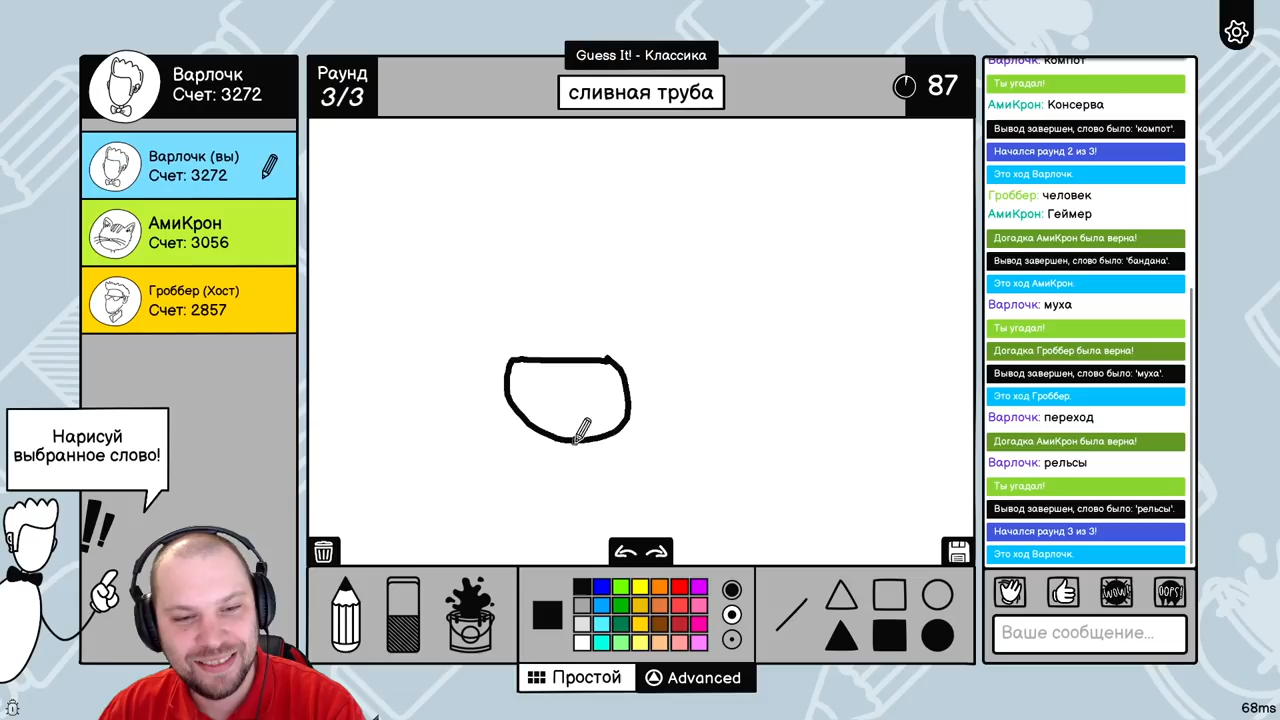 Guess It! - Классика
Варлочк
Счет: 3272
Раунд
3/3
сливная труба
87
Варлочк (вы)
Счет: 3272
АмиКрон
Счет: 3056
Гроббер (Хост)
Счет: 2857
Нарисуй
выбранное слово!
Варлочк: компот
Ты угадал!
АмиКрон: Консерва
Вывод завершен, слово было: 'компот'.
Начался раунд 2 из 3!
Это ход Варлочк.
Гроббер: человек
АмиКрон: Геймер
Догадка АмиКрон была верна!
Вывод завершен, слово было: 'бандана'.
Это ход АмиКрон.
Варлочк: муха
Ты угадал!
Догадка Гроббер была верна!
Вывод завершен, слово было: 'муха'.
Это ход Гроббер.
Варлочк: переход
Догадка АмиКрон была верна!
Варлочк: рельсы
Ты угадал!
Вывод завершен, слово было: 'рельсы'.
Начался раунд 3 из 3!
Это ход Варлочк.
WOW!
OOPS!
Ваше сообщение...
Простой
Advanced
68ms